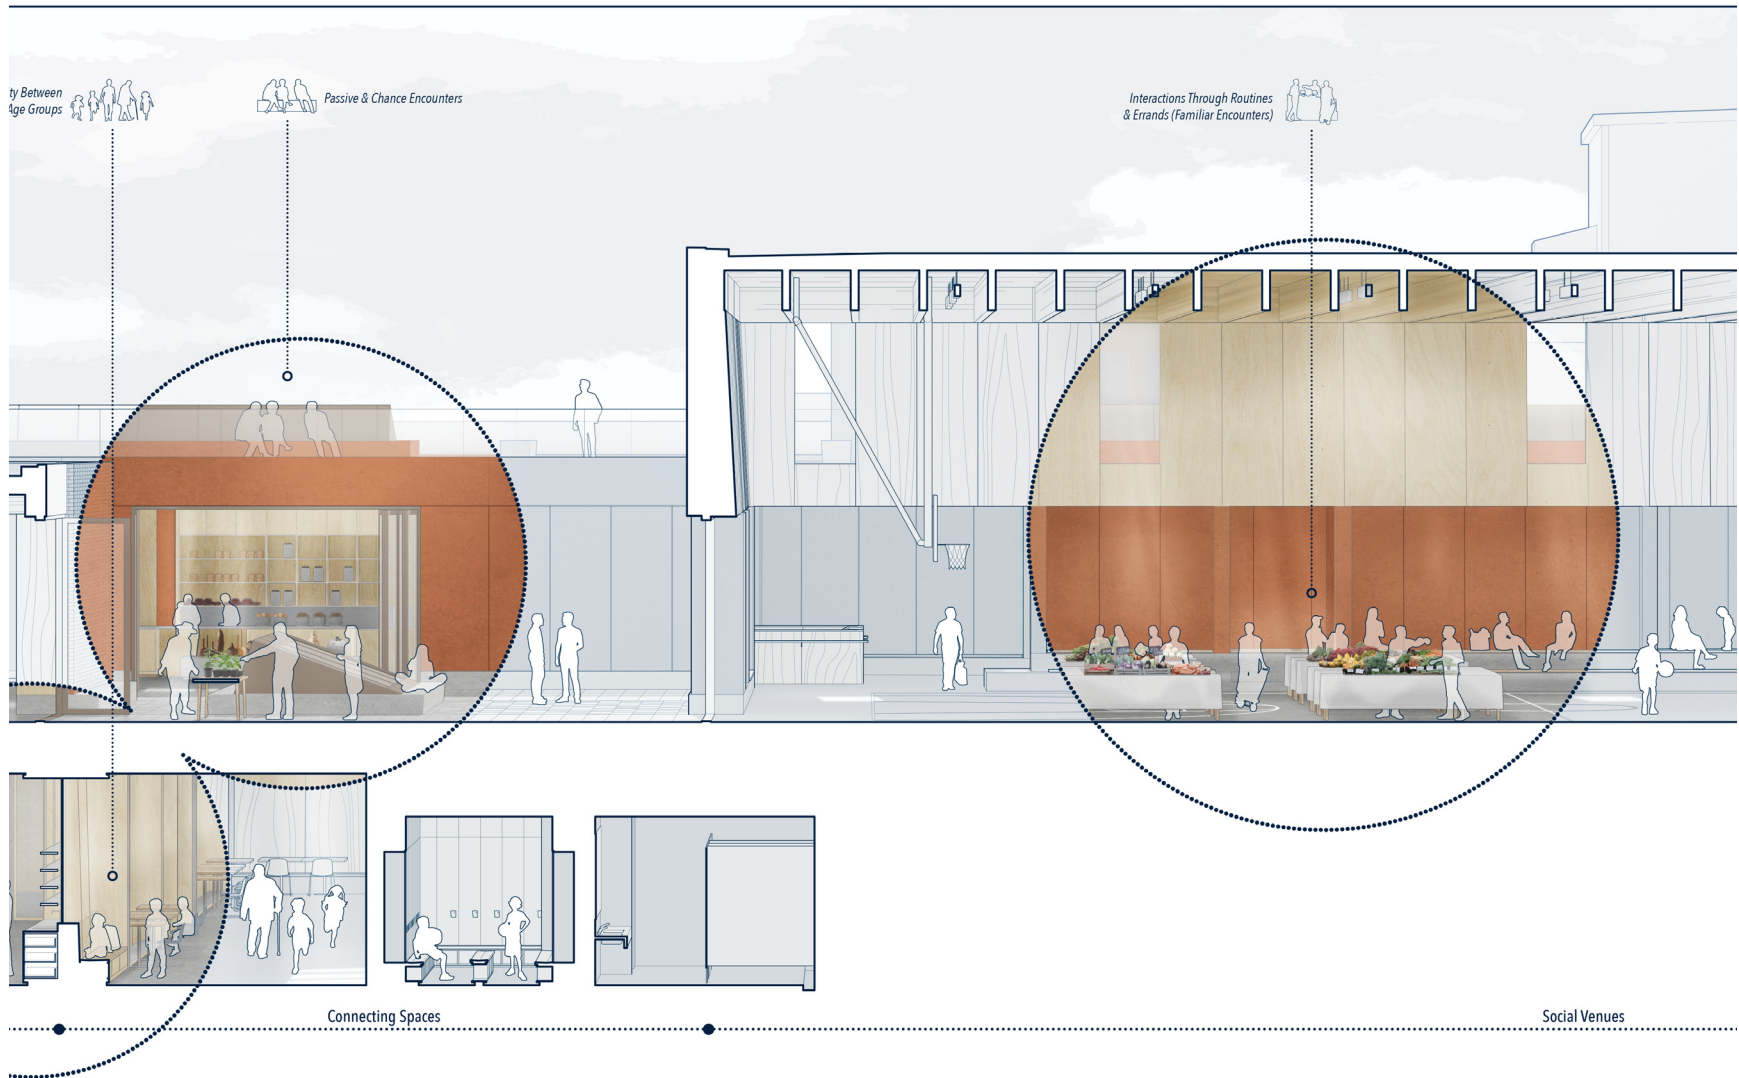 ty Between
Age Groups
Passive & Chance Encounters
Interactions Through Routines
& Errands (Familiar Encounters)
Connecting Spaces
Social Venues